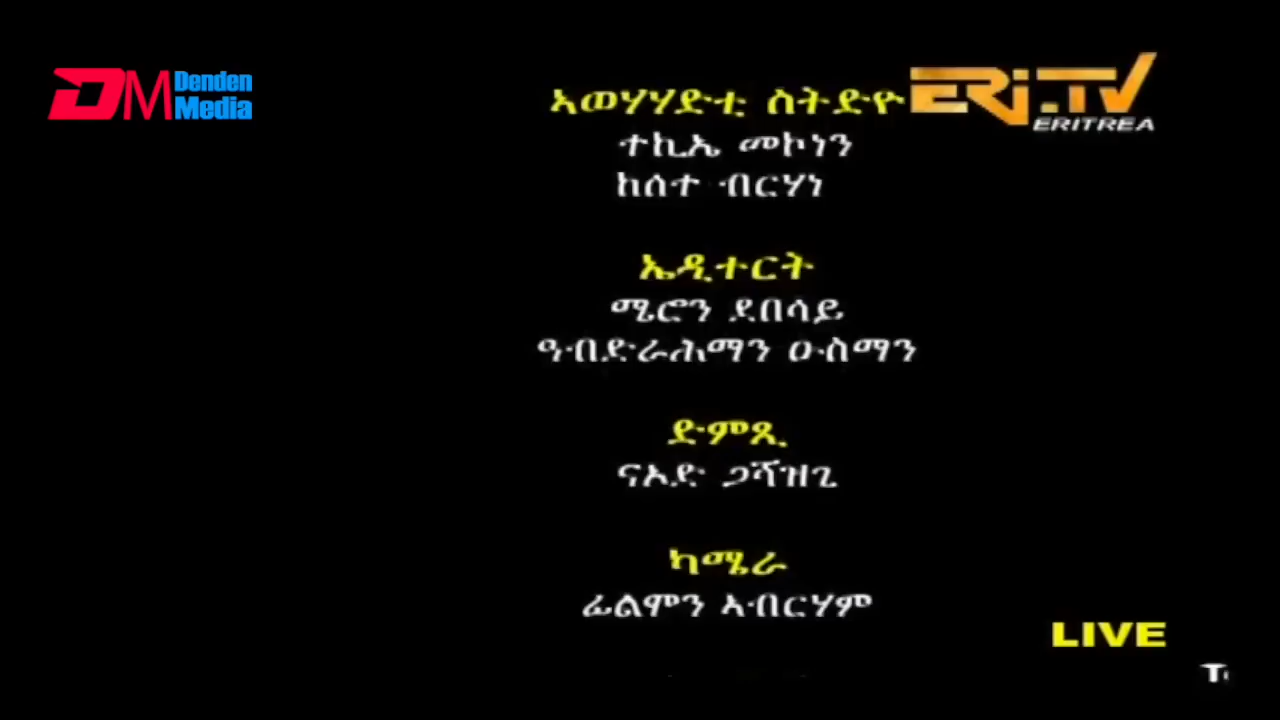 DM Denden Media
ERi.TV
ERITREA
ኣወሃሃድቲ ስትድዮ
ተኪኤ መኮነን
ከሰተ ብርሃነ
ኤዲተርት
ሜሮን ደበሳይ
ዓብድራሕማን ዑስማን
ድምጺ
ናኦድ ጋሻዝጊ
ካሜራ
ፊልሞን ኣብርሃም
LIVE